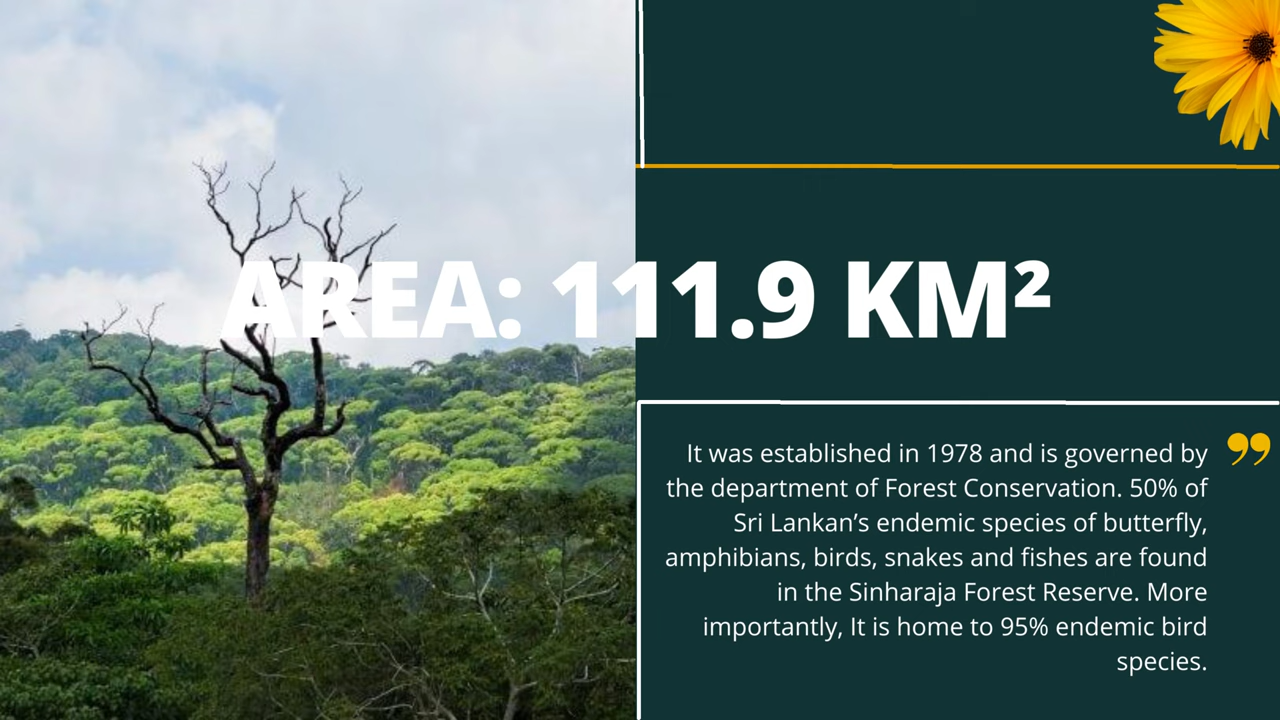 AREA: 111.9 KM²
It was established in 1978 and is governed by
the department of Forest Conservation. 50% of
Sri Lankan’s endemic species of butterfly,
amphibians, birds, snakes and fishes are found
in the Sinharaja Forest Reserve. More
importantly, It is home to 95% endemic bird
species.
”